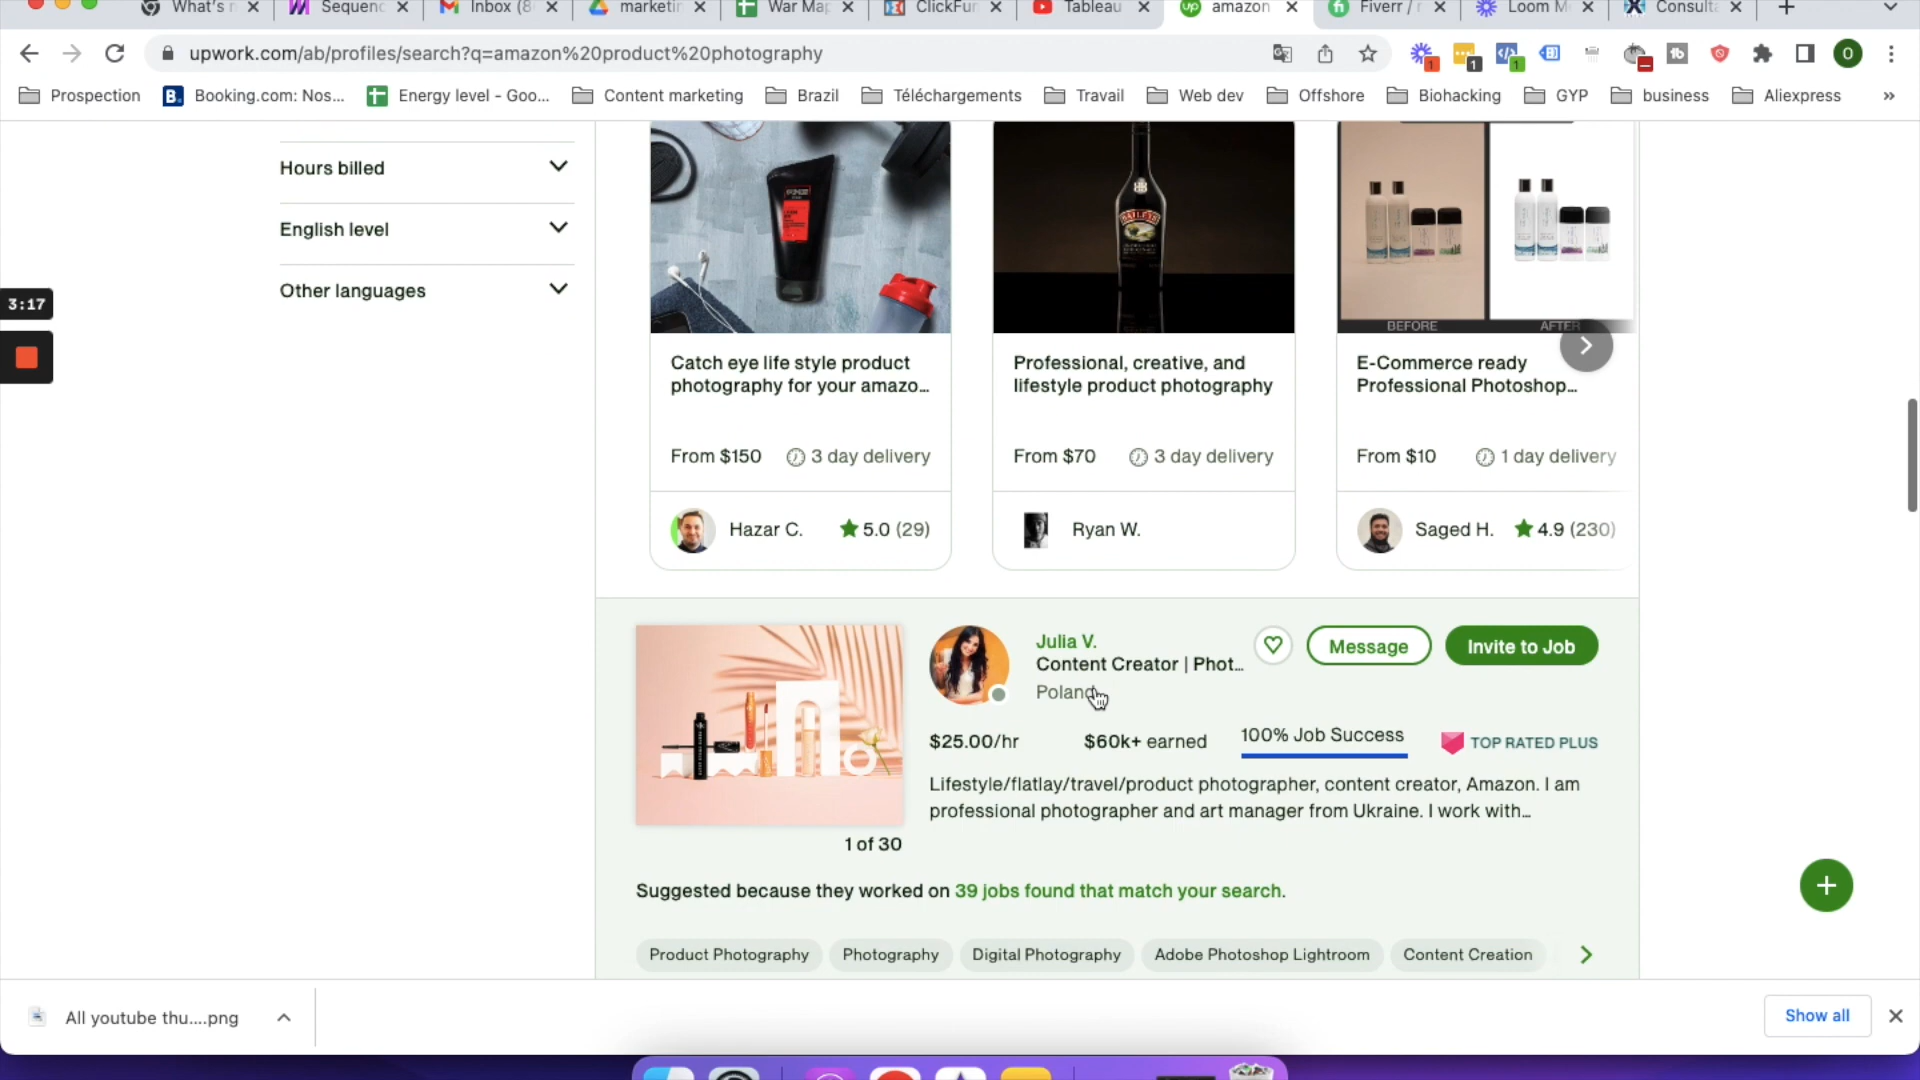 What's
Sequenc
Inbox (8
marketin
War Map
ClickFun
Tableau
amazon
Fiverr /
Loom M
Consulta
upwork.com/ab/profiles/search?q=amazon%20product%20photography
Prospection
Booking.com: Nos...
Energy level - Goo...
Content marketing
Brazil
Téléchargements
Travail
Web dev
Offshore
Biohacking
GYP
business
Aliexpress
»
Hours billed
English level
Other languages
3:17
BAILEYS
BEFORE
AFTER
Catch eye life style product
photography for your amazo...
From $150
3 day delivery
Hazar C.
5.0 (29)
Professional, creative, and
lifestyle product photography
From $70
3 day delivery
Ryan W.
E-Commerce ready
Professional Photoshop...
From $10
1 day delivery
Saged H.
4.9 (230)
Julia V.
Content Creator | Phot...
Poland
Message
Invite to Job
$25.00/hr
$60k+ earned
100% Job Success
TOP RATED PLUS
Lifestyle/flatlay/travel/product photographer, content creator, Amazon. I am
professional photographer and art manager from Ukraine. I work with...
1 of 30
Suggested because they worked on 39 jobs found that match your search.
Product Photography
Photography
Digital Photography
Adobe Photoshop Lightroom
Content Creation
All youtube thu....png
Show all